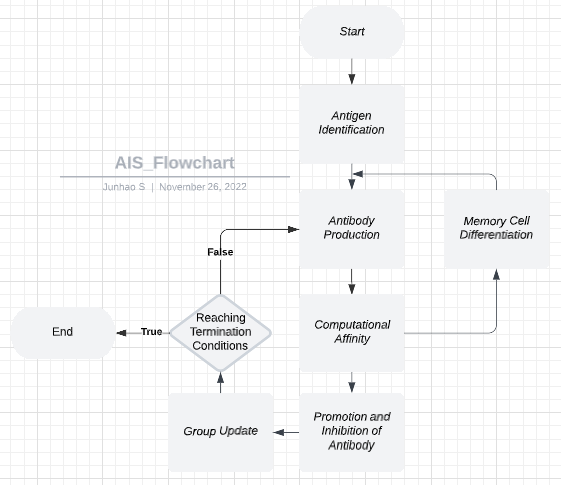 Start
Antigen
Identification
AIS_Flowchart
Junhao S | November 26, 2022
Antibody
Production
Memory Cell
Differentiation
False
Reaching
Termination
Conditions
True
End
Computational
Affinity
Group Update
Promotion and
Inhibition of
Antibody